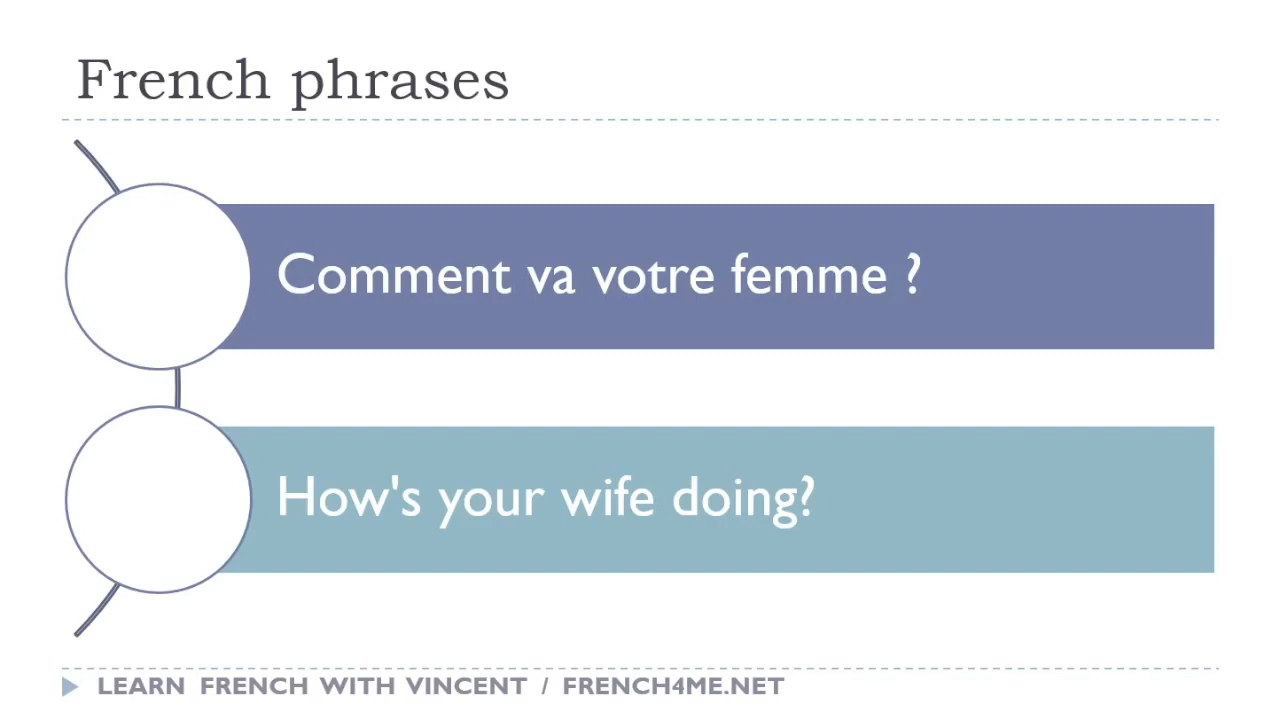 French phrases
Comment va votre femme ?
How's your wife doing?
LEARN FRENCH WITH VINCENT / FRENCH4ME.NET